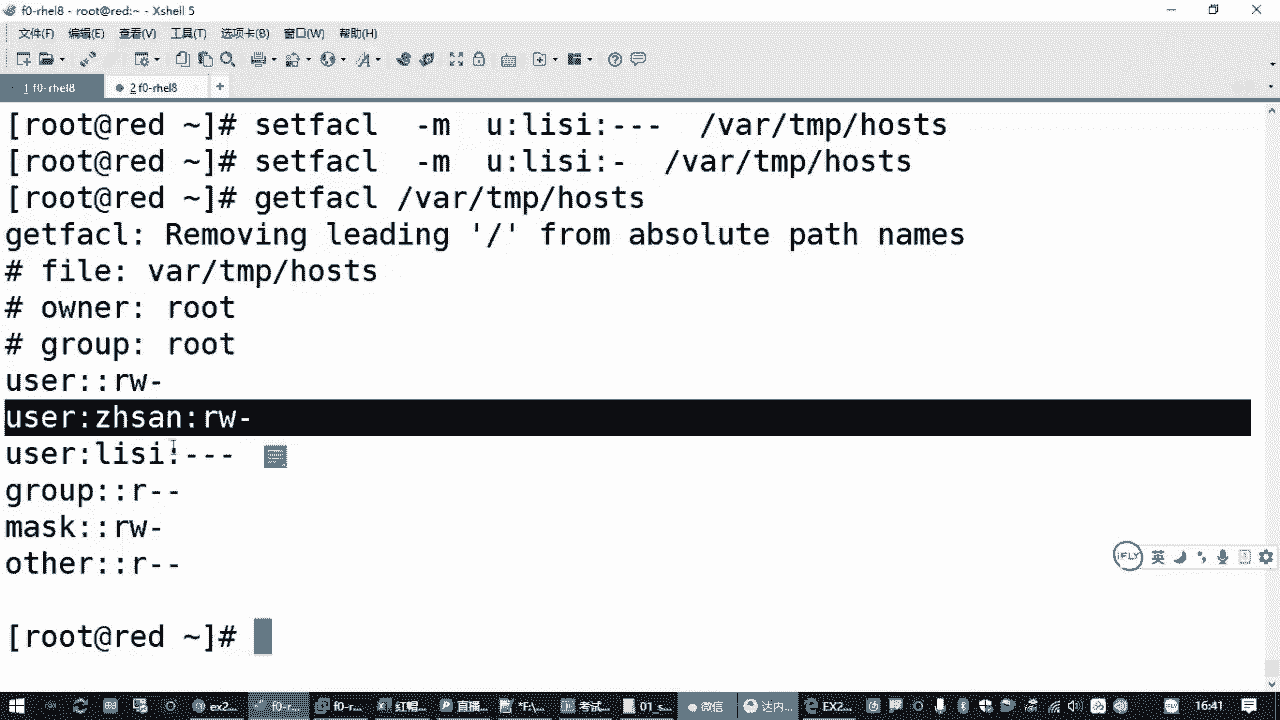 f0-rhel8 - root@red:~ - Xshell 5
文件(F) 编辑(E) 查看(V) 工具(T) 选项卡(B) 窗口(W) 帮助(H)
1 f0-rhel8 2 f0-rhel8 +
[root@red ~]# setfacl -m u:lisi:--- /var/tmp/hosts
[root@red ~]# setfacl -m u:lisi:- /var/tmp/hosts
[root@red ~]# getfacl /var/tmp/hosts
getfacl: Removing leading '/' from absolute path names
# file: var/tmp/hosts
# owner: root
# group: root
user::rw-
user:zhsan:rw-
user:lisi:---
group::r--
mask::rw-
other::r--
[root@red ~]#
iFLY 英
ex2... f0-r... f0-r... 红帽... 直播... "F:\... 考试... 01_s... 微信 达内... EX2... 英 16:41